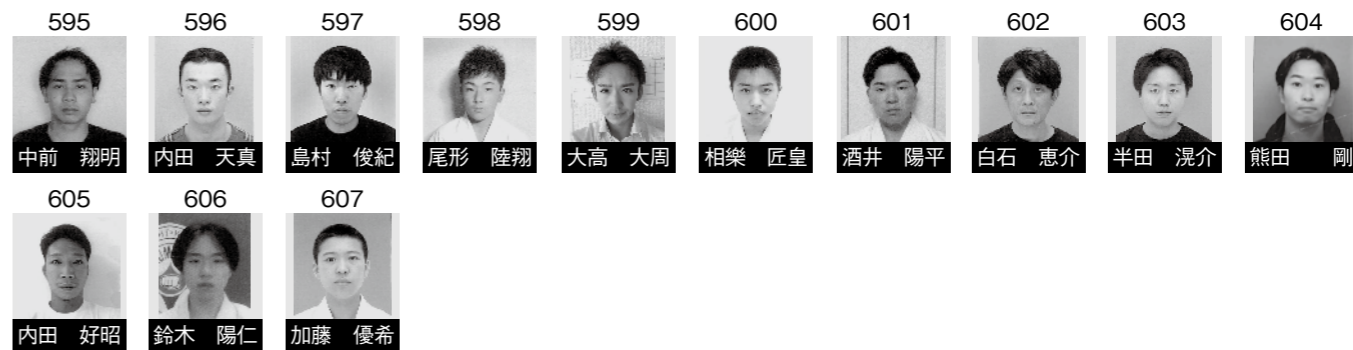 595 596 597 598 599 600 601 602 603 604
中前 翔明 内田 天真 島村 俊紀 尾形 陸翔 大高 大周 相樂 匠皇 酒井 陽平 白石 恵介 半田 滉介 熊田 剛
605 606 607
内田 好昭 鈴木 陽仁 加藤 優希